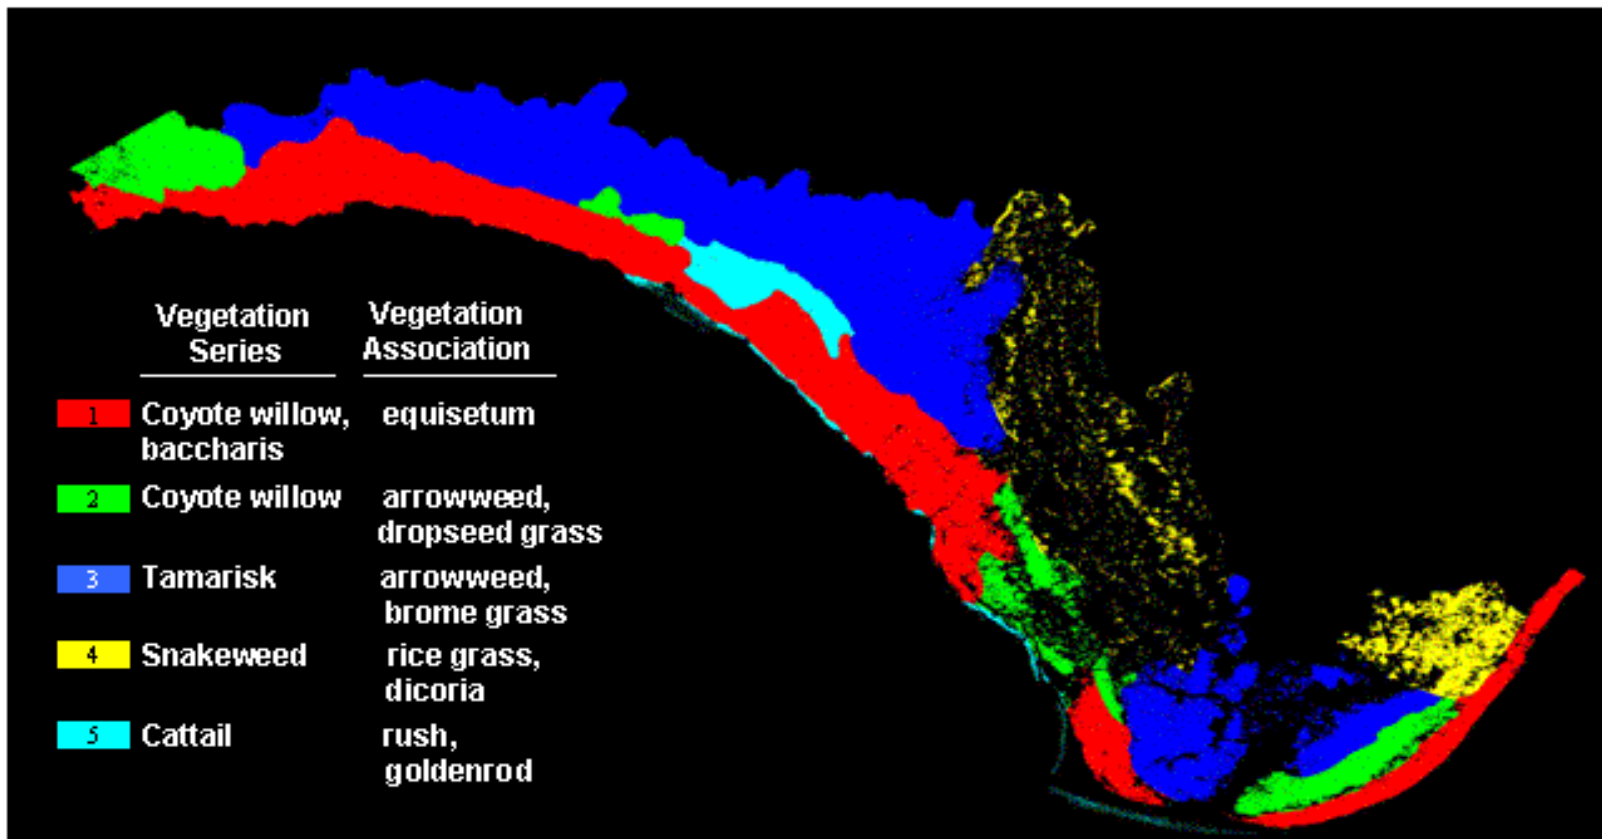 Vegetation Series
Vegetation Association
1 Coyote willow, baccharis
equisetum
2 Coyote willow
arrowweed, dropseed grass
3 Tamarisk
arrowweed, brome grass
4 Snakeweed
rice grass, dicoria
5 Cattail
rush, goldenrod